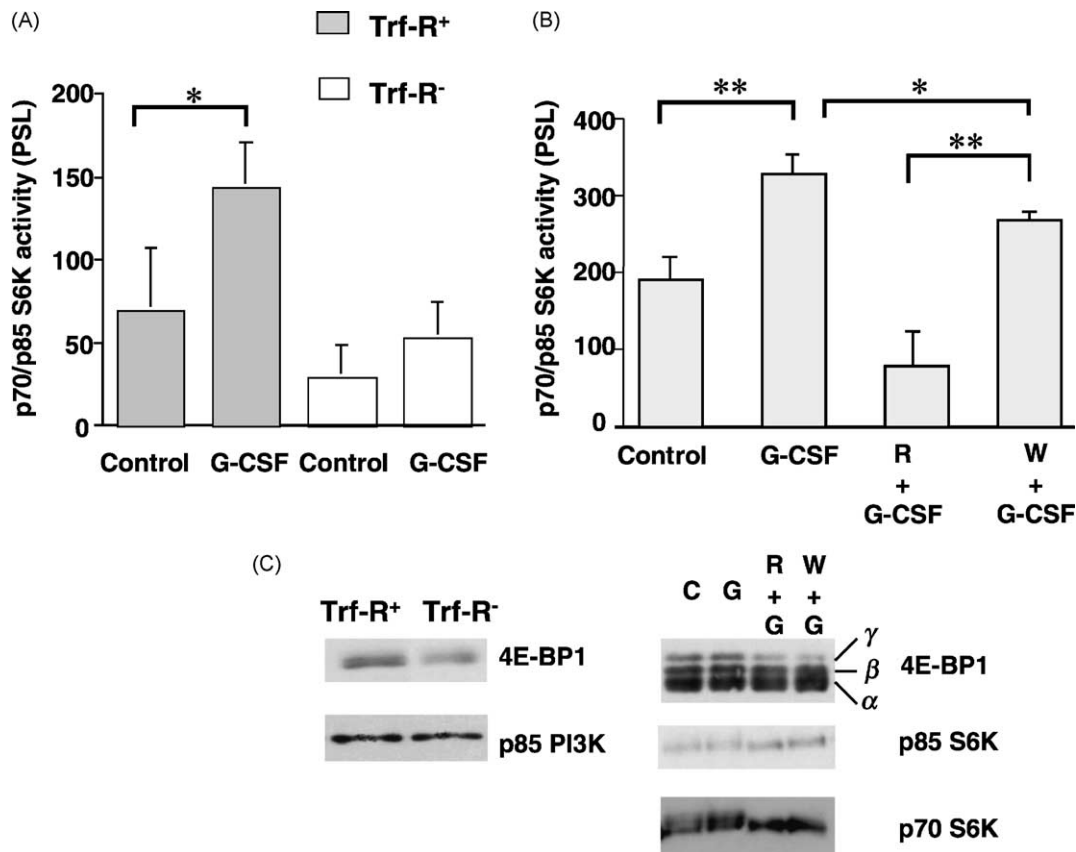 (A)
Trf-R+
Trf-R-
*
p70/p85 S6K activity (PSL)
200
150
100
50
0
Control G-CSF Control G-CSF
(B)
**
*
**
p70/p85 S6K activity (PSL)
400
300
200
100
0
Control G-CSF R + G-CSF W + G-CSF
(C)
Trf-R+ Trf-R-
4E-BP1
p85 PI3K
C G R + G W + G
γ
β
α
4E-BP1
p85 S6K
p70 S6K